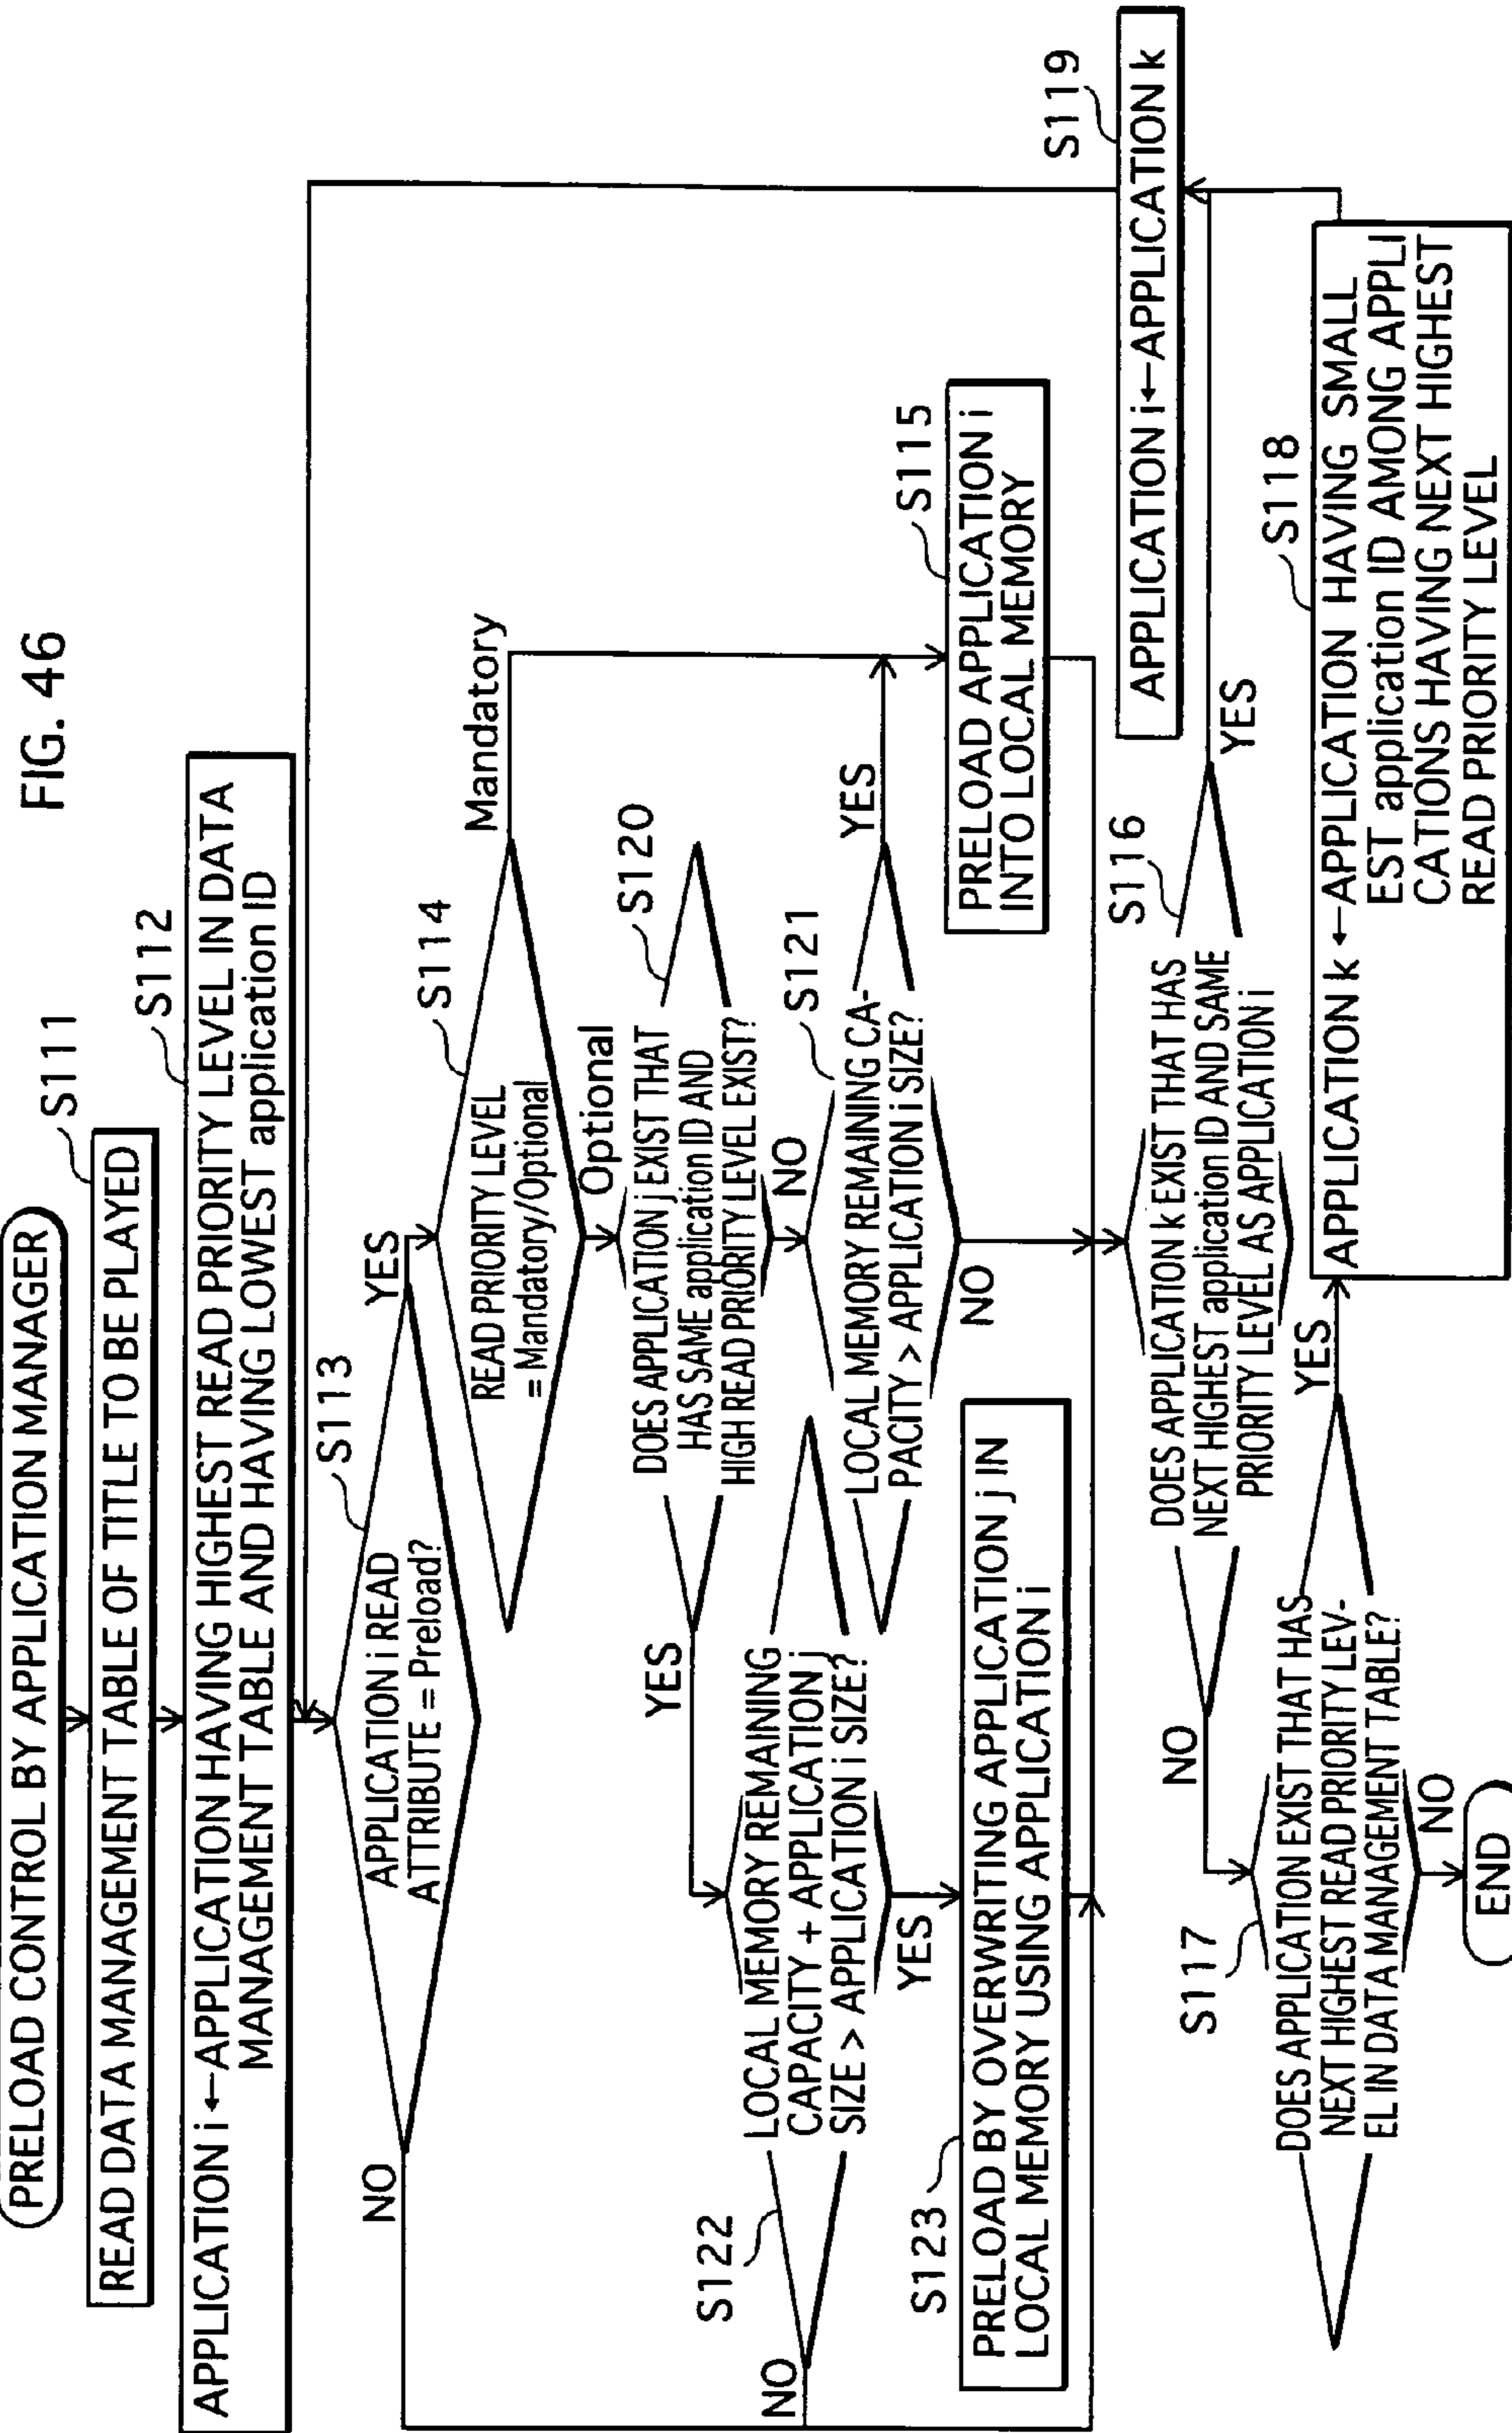 FIG. 46
PRELOAD CONTROL BY APPLICATION MANAGER
S111
READ DATA MANAGEMENT TABLE OF TITLE TO BE PLAYED
S112
APPLICATION i ← APPLICATION HAVING HIGHEST READ PRIORITY LEVEL IN DATA
MANAGEMENT TABLE AND HAVING LOWEST application ID
S113
APPLICATION i READ
ATTRIBUTE = Preload?
YES
NO
S114
READ PRIORITY LEVEL
= Mandatory/Optional
Mandatory
Optional
S120
DOES APPLICATION j EXIST THAT
HAS SAME application ID AND
HIGH READ PRIORITY LEVEL EXIST?
YES
NO
S122
LOCAL MEMORY REMAINING
CAPACITY + APPLICATION j
SIZE > APPLICATION i SIZE?
NO
YES
S121
LOCAL MEMORY REMAINING CA-
PACITY > APPLICATION i SIZE?
YES
NO
S123
PRELOAD BY OVERWRITING APPLICATION j IN
LOCAL MEMORY USING APPLICATION i
S115
PRELOAD APPLICATION i
INTO LOCAL MEMORY
S116
DOES APPLICATION k EXIST THAT HAS
NEXT HIGHEST application ID AND SAME
PRIORITY LEVEL AS APPLICATION i
NO
YES
S119
APPLICATION i ← APPLICATION k
S117
DOES APPLICATION EXIST THAT HAS
NEXT HIGHEST READ PRIORITY LEV-
EL IN DATA MANAGEMENT TABLE?
YES
NO
S118
APPLICATION k ← APPLICATION HAVING SMALL
EST application ID AMONG APPLI
CATIONS HAVING NEXT HIGHEST
READ PRIORITY LEVEL
END